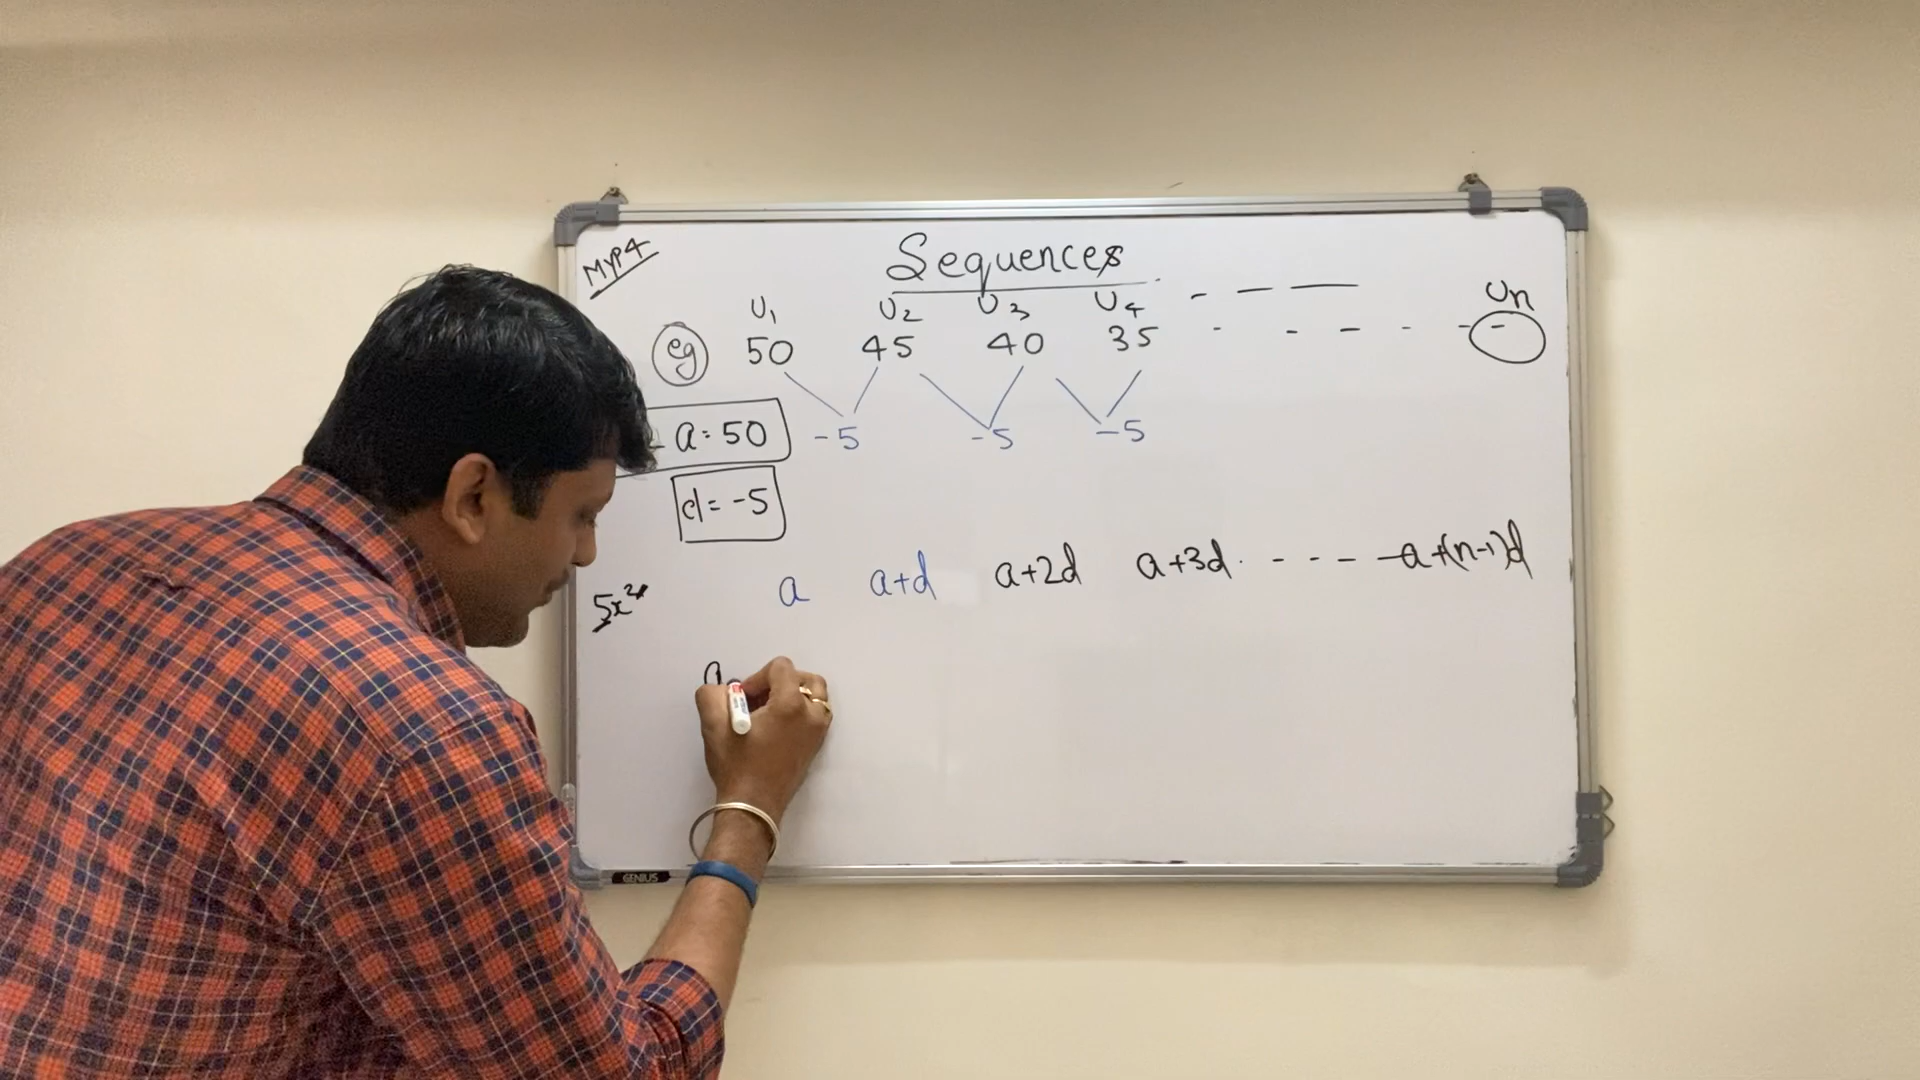 MYP4
Sequences
U1 U2 U3 U4 - - — Un
eg 50 45 40 35 - - - - - -
a = 50 -5 -5 -5
d = -5
a a+d a+2d a+3d. - - - - a+(n-1)d
a
GENIUS